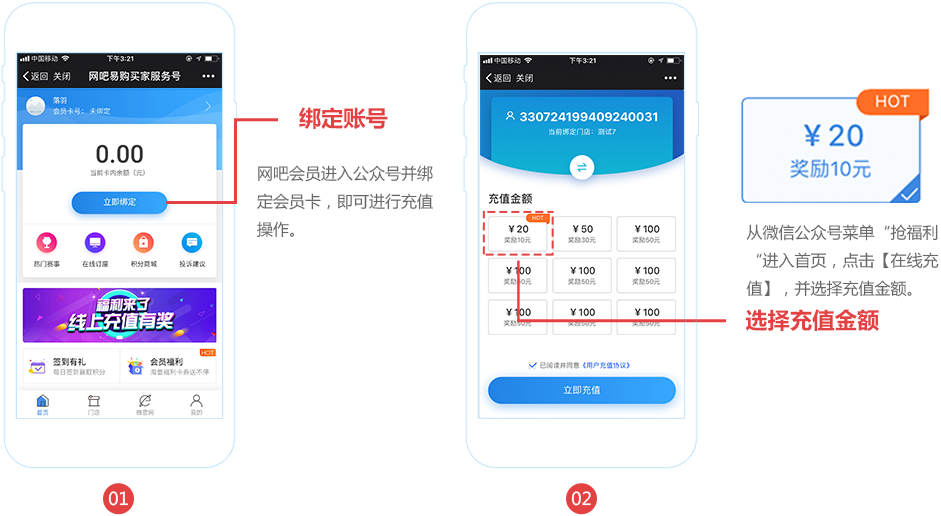 中国移动 下午3:21
返回 关闭 网吧易购买家服务号
落羽
会员卡号： 未绑定
0.00
当前卡内余额（元）
立即绑定
热门赛事 在线订座 积分商城 投诉建议
福利来了
线上充值有奖
签到有礼
每日签到赢取积分
HOT
会员福利
海量福利卡券送不停
首页 门店 微官网 我的
01
绑定账号
网吧会员进入公众号并绑
定会员卡，即可进行充值
操作。
中国移动 下午3:21
返回 关闭
330724199409240031
当前绑定门店：测试7
充值金额
HOT
￥20 ￥50 ￥100
奖励10元 奖励30元 奖励50元
￥100 ￥100 ￥100
奖励50元 奖励50元 奖励50元
￥100 ￥100 ￥100
奖励50元 奖励50元 奖励50元
已阅读并同意《用户充值协议》
立即充值
02
HOT
￥20
奖励10元
从微信公众号菜单“抢福利
“进入首页，点击【在线充
值】，并选择充值金额。
选择充值金额